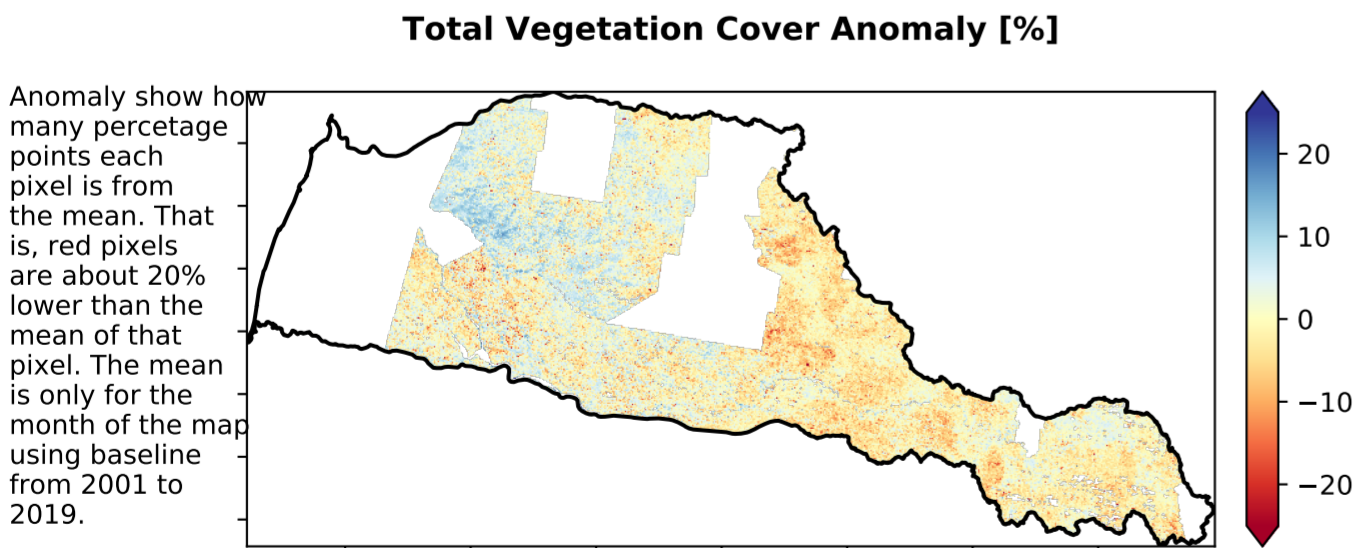 Total Vegetation Cover Anomaly [%]
Anomaly show how
many percetage
points each
pixel is from
the mean. That
is, red pixels
are about 20%
lower than the
mean of that
pixel. The mean
is only for the
month of the map
using baseline
from 2001 to
2019.
20
10
0
−10
−20